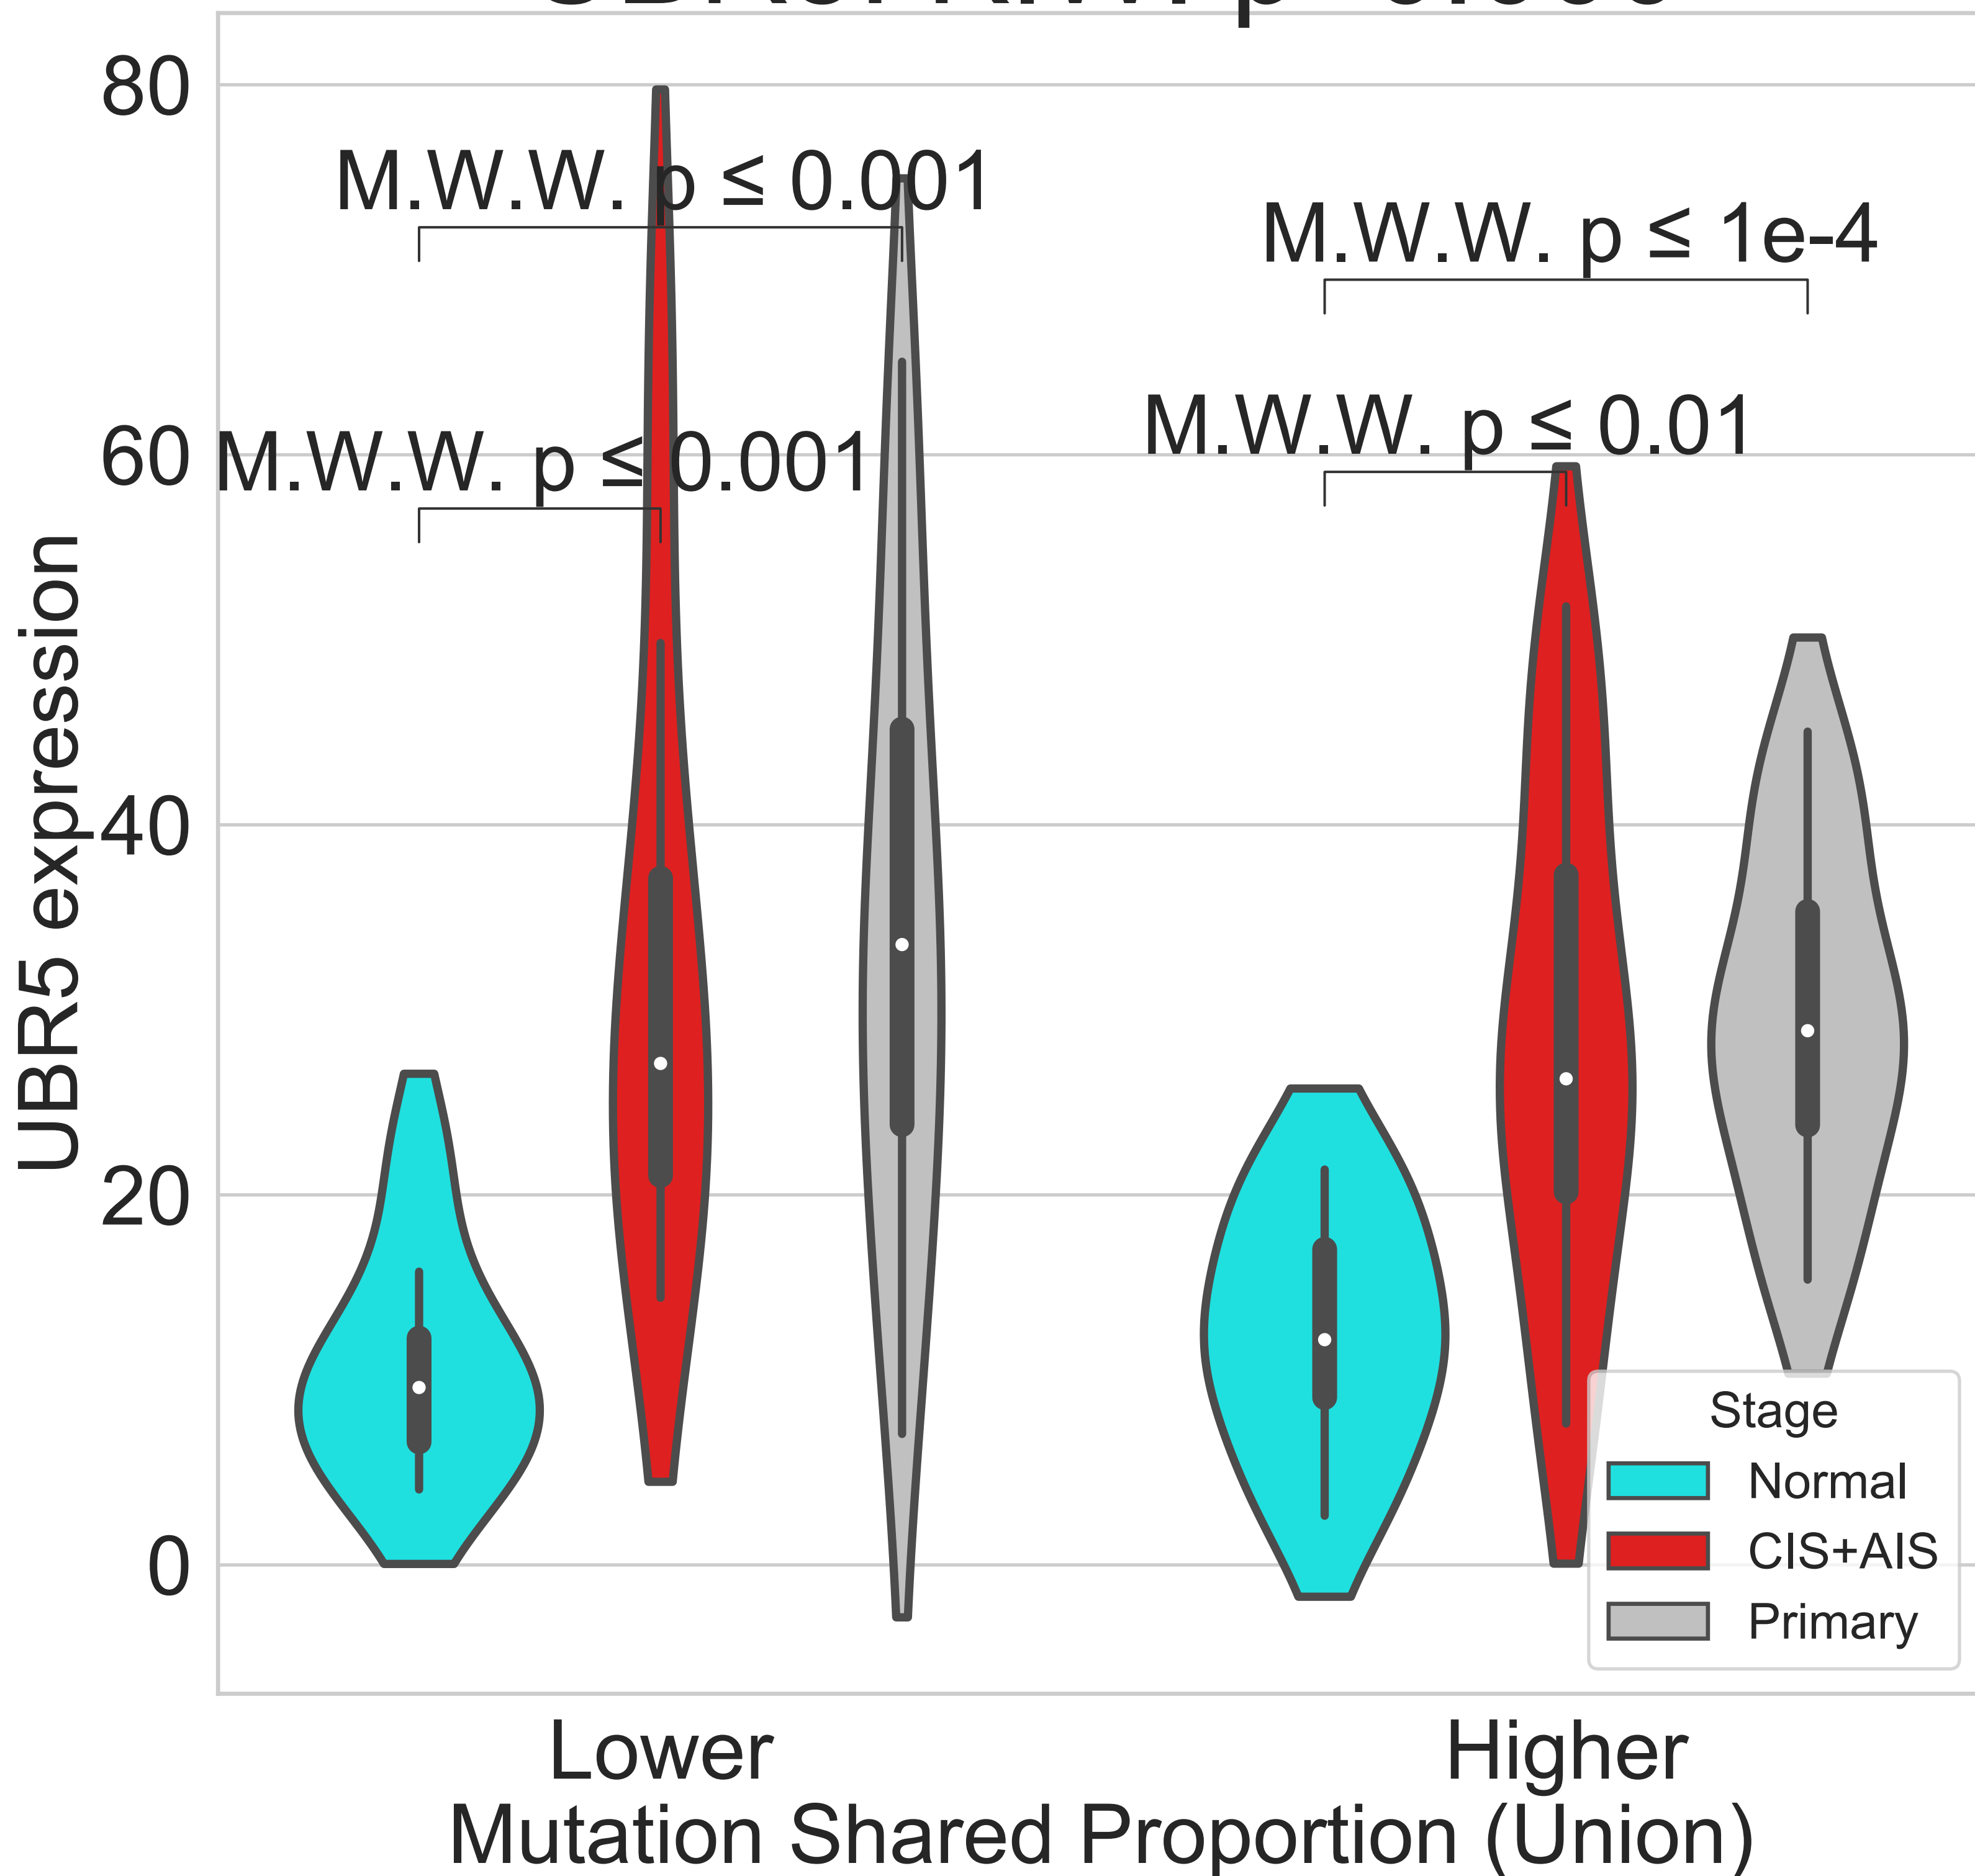 80
M.W.W. p ≤ 0.001
M.W.W. p ≤ 1e-4
M.W.W. p ≤ 0.01
60
M.W.W. p ≤ 0.001
UBR5 expression
40
20
0
Stage
Normal
CIS+AIS
Primary
Lower
Higher
Mutation Shared Proportion (Union)